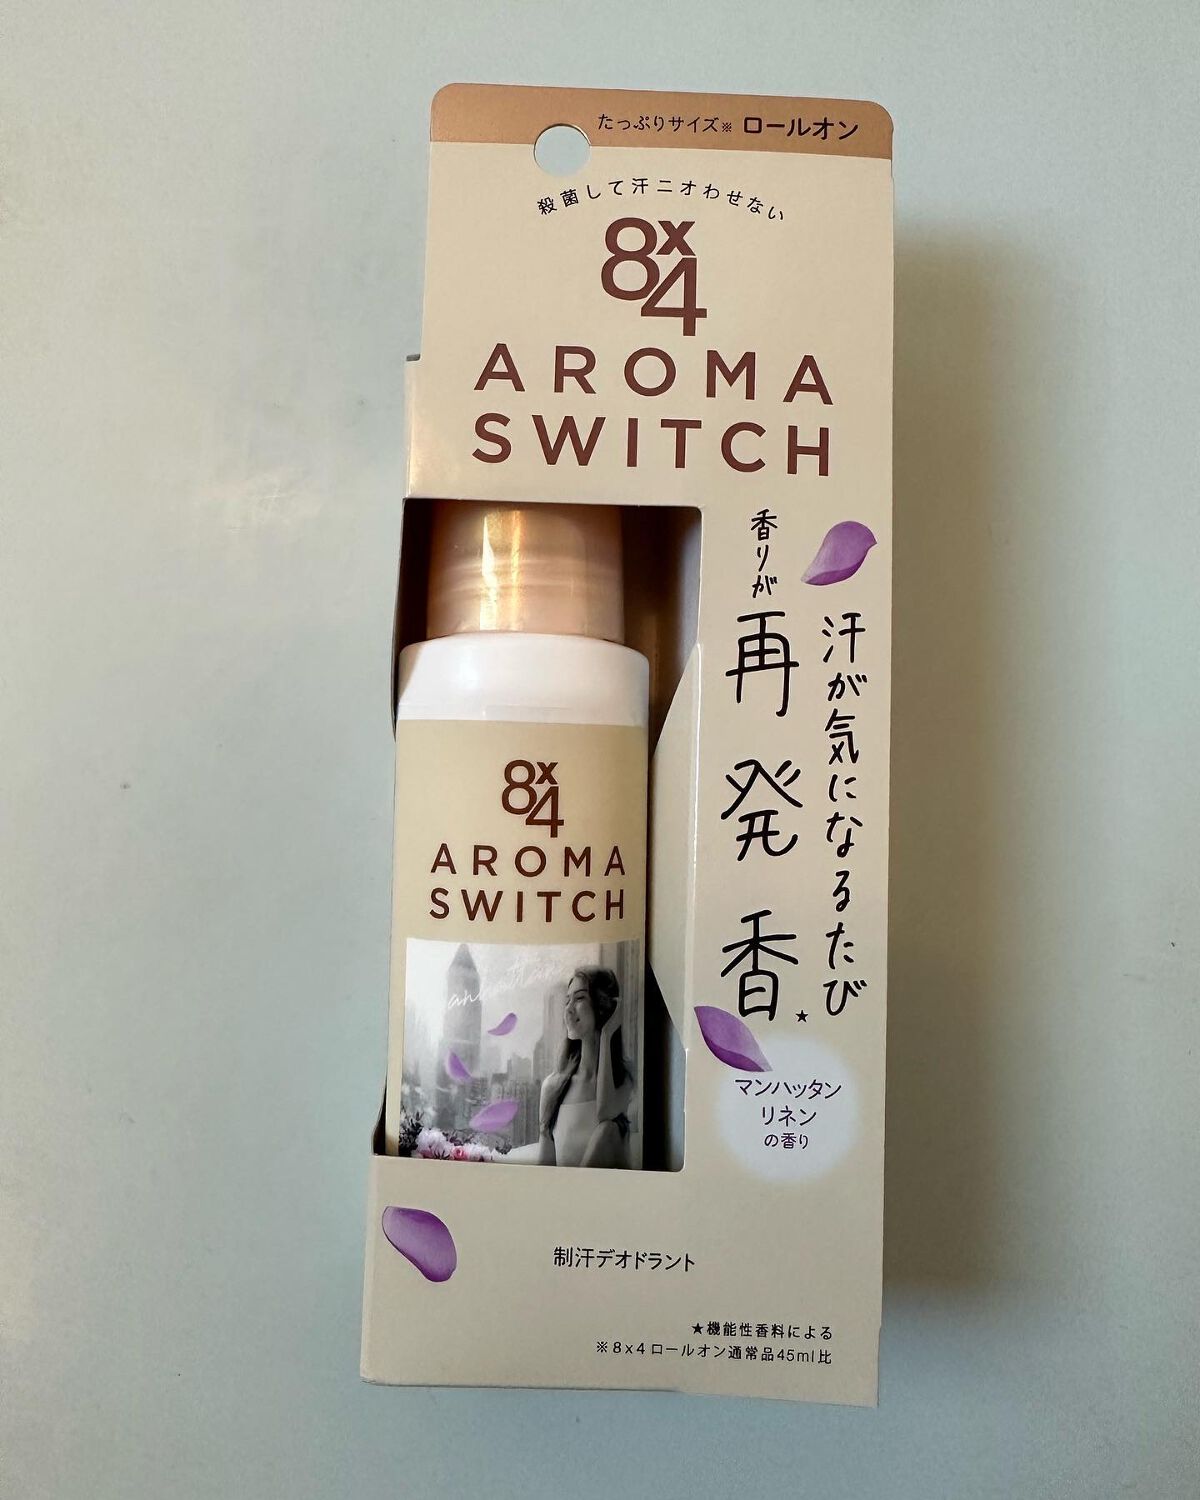 たっぷりサイズ※ ロールオン
殺菌して汗ニオわせない
8x4
AROMA
SWITCH
汗が気になるたび
香りが再発香★
マンハッタン
リネン
の香り
8x4
AROMA
SWITCH
制汗デオドラント
★機能性香料による
※8x4ロールオン通常品45ml比